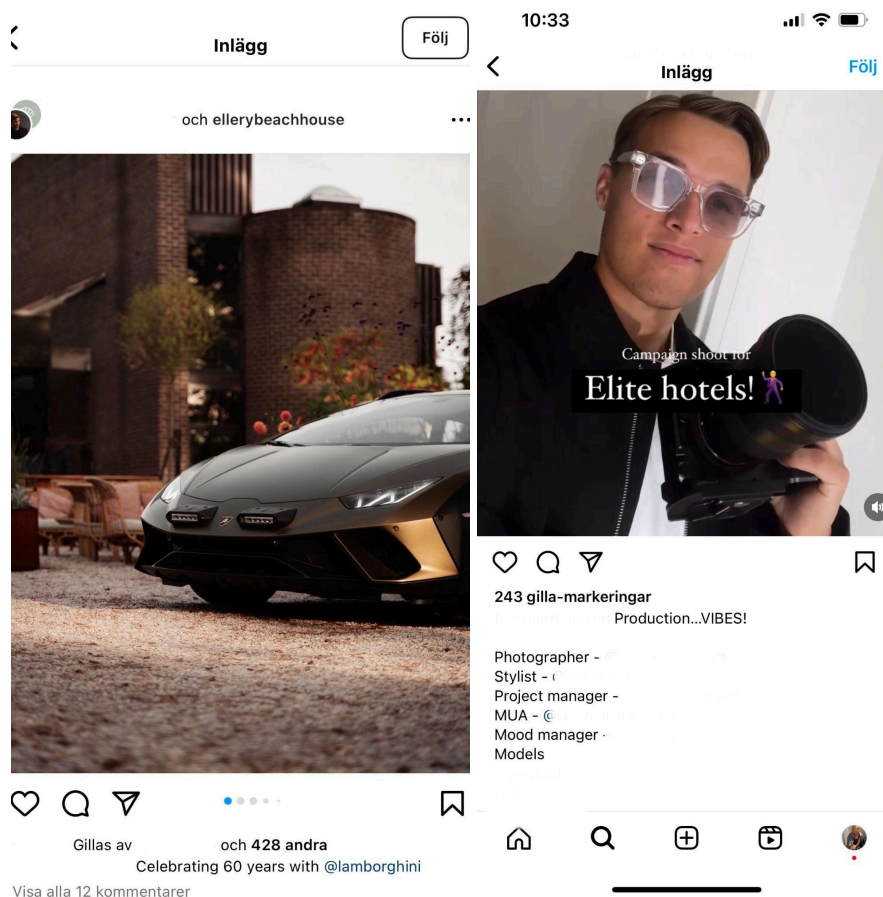 Inlägg
Följ
och ellerybeachhouse
Gillas av och 428 andra
Celebrating 60 years with @lamborghini
Visa alla 12 kommentarer
10:33
Inlägg
Följ
Campaign shoot for
Elite hotels!
243 gilla-markeringar
Production...VIBES!
Photographer -
Stylist -
Project manager -
MUA - @
Mood manager -
Models